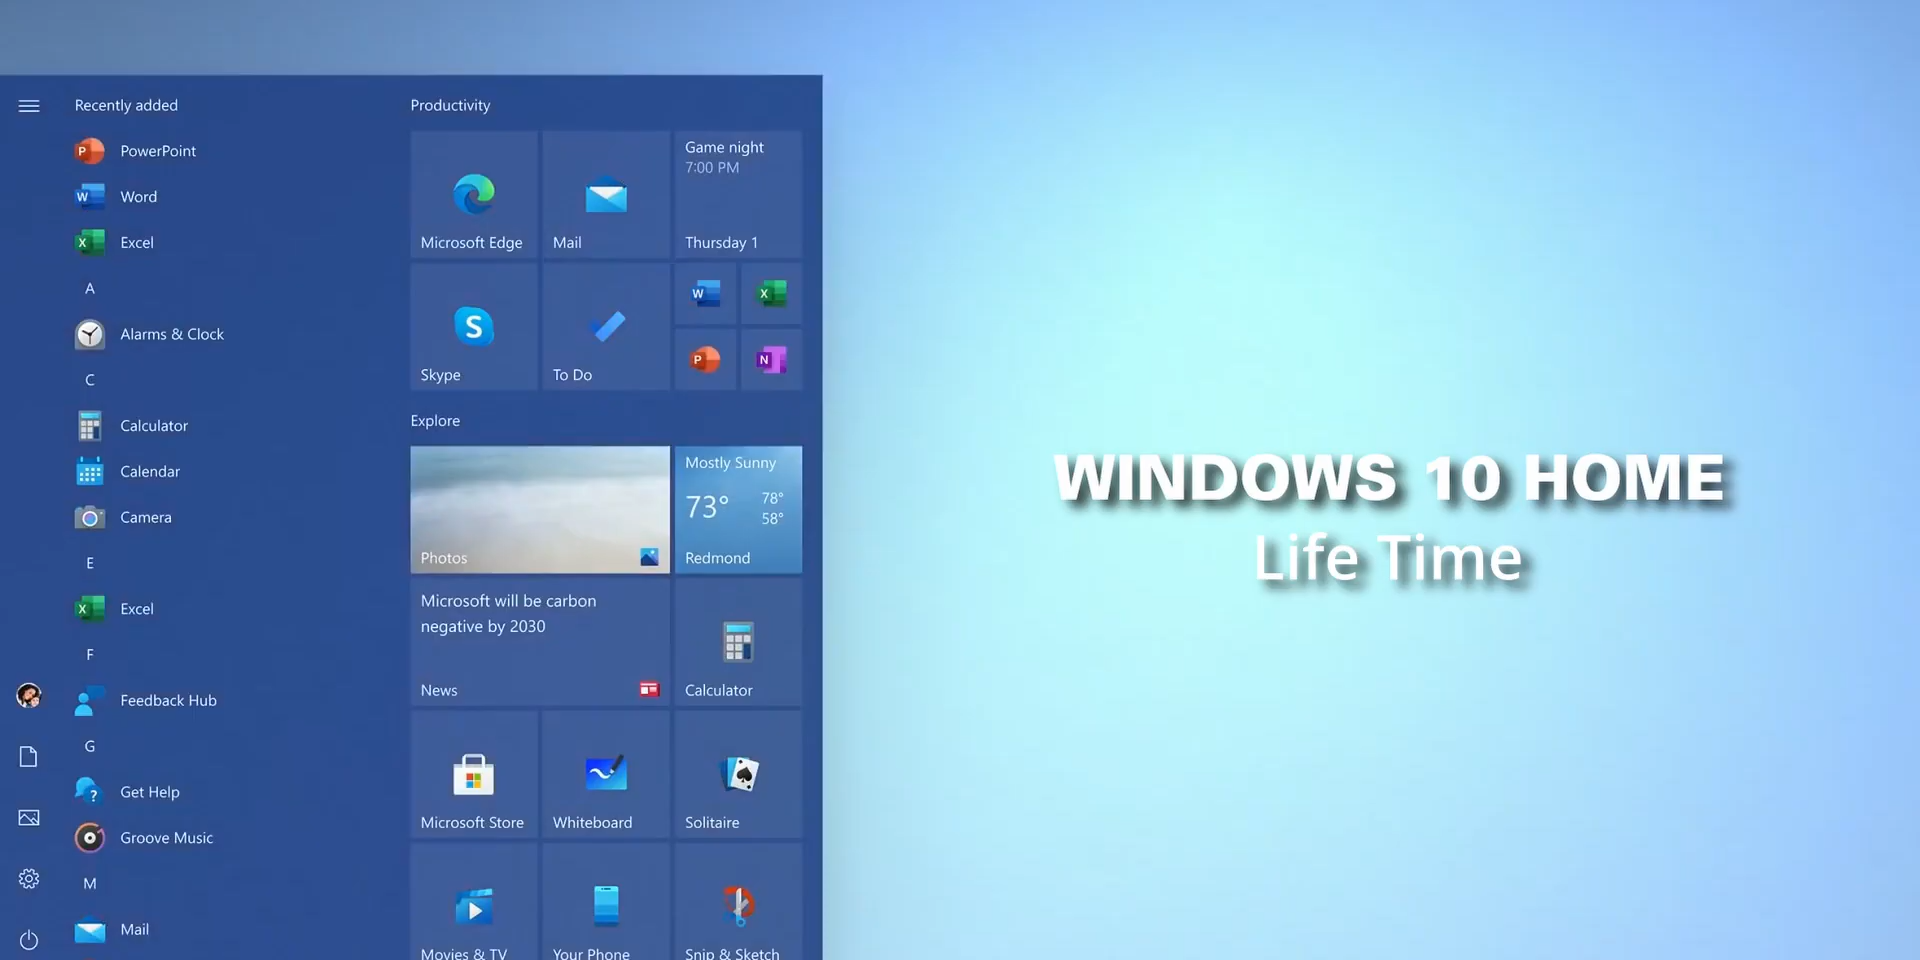 Recently added
PowerPoint
Word
Excel
A
Alarms & Clock
C
Calculator
Calendar
Camera
E
Excel
F
Feedback Hub
G
Get Help
Groove Music
M
Mail
Productivity
Microsoft Edge
Mail
Game night
7:00 PM
Thursday 1
Skype
To Do
Explore
Photos
Mostly Sunny
73°
78°
58°
Redmond
Microsoft will be carbon
negative by 2030
News
Calculator
Microsoft Store
Whiteboard
Solitaire
Movies & TV
Your Phone
Snip & Sketch
WINDOWS 10 HOME
Life Time